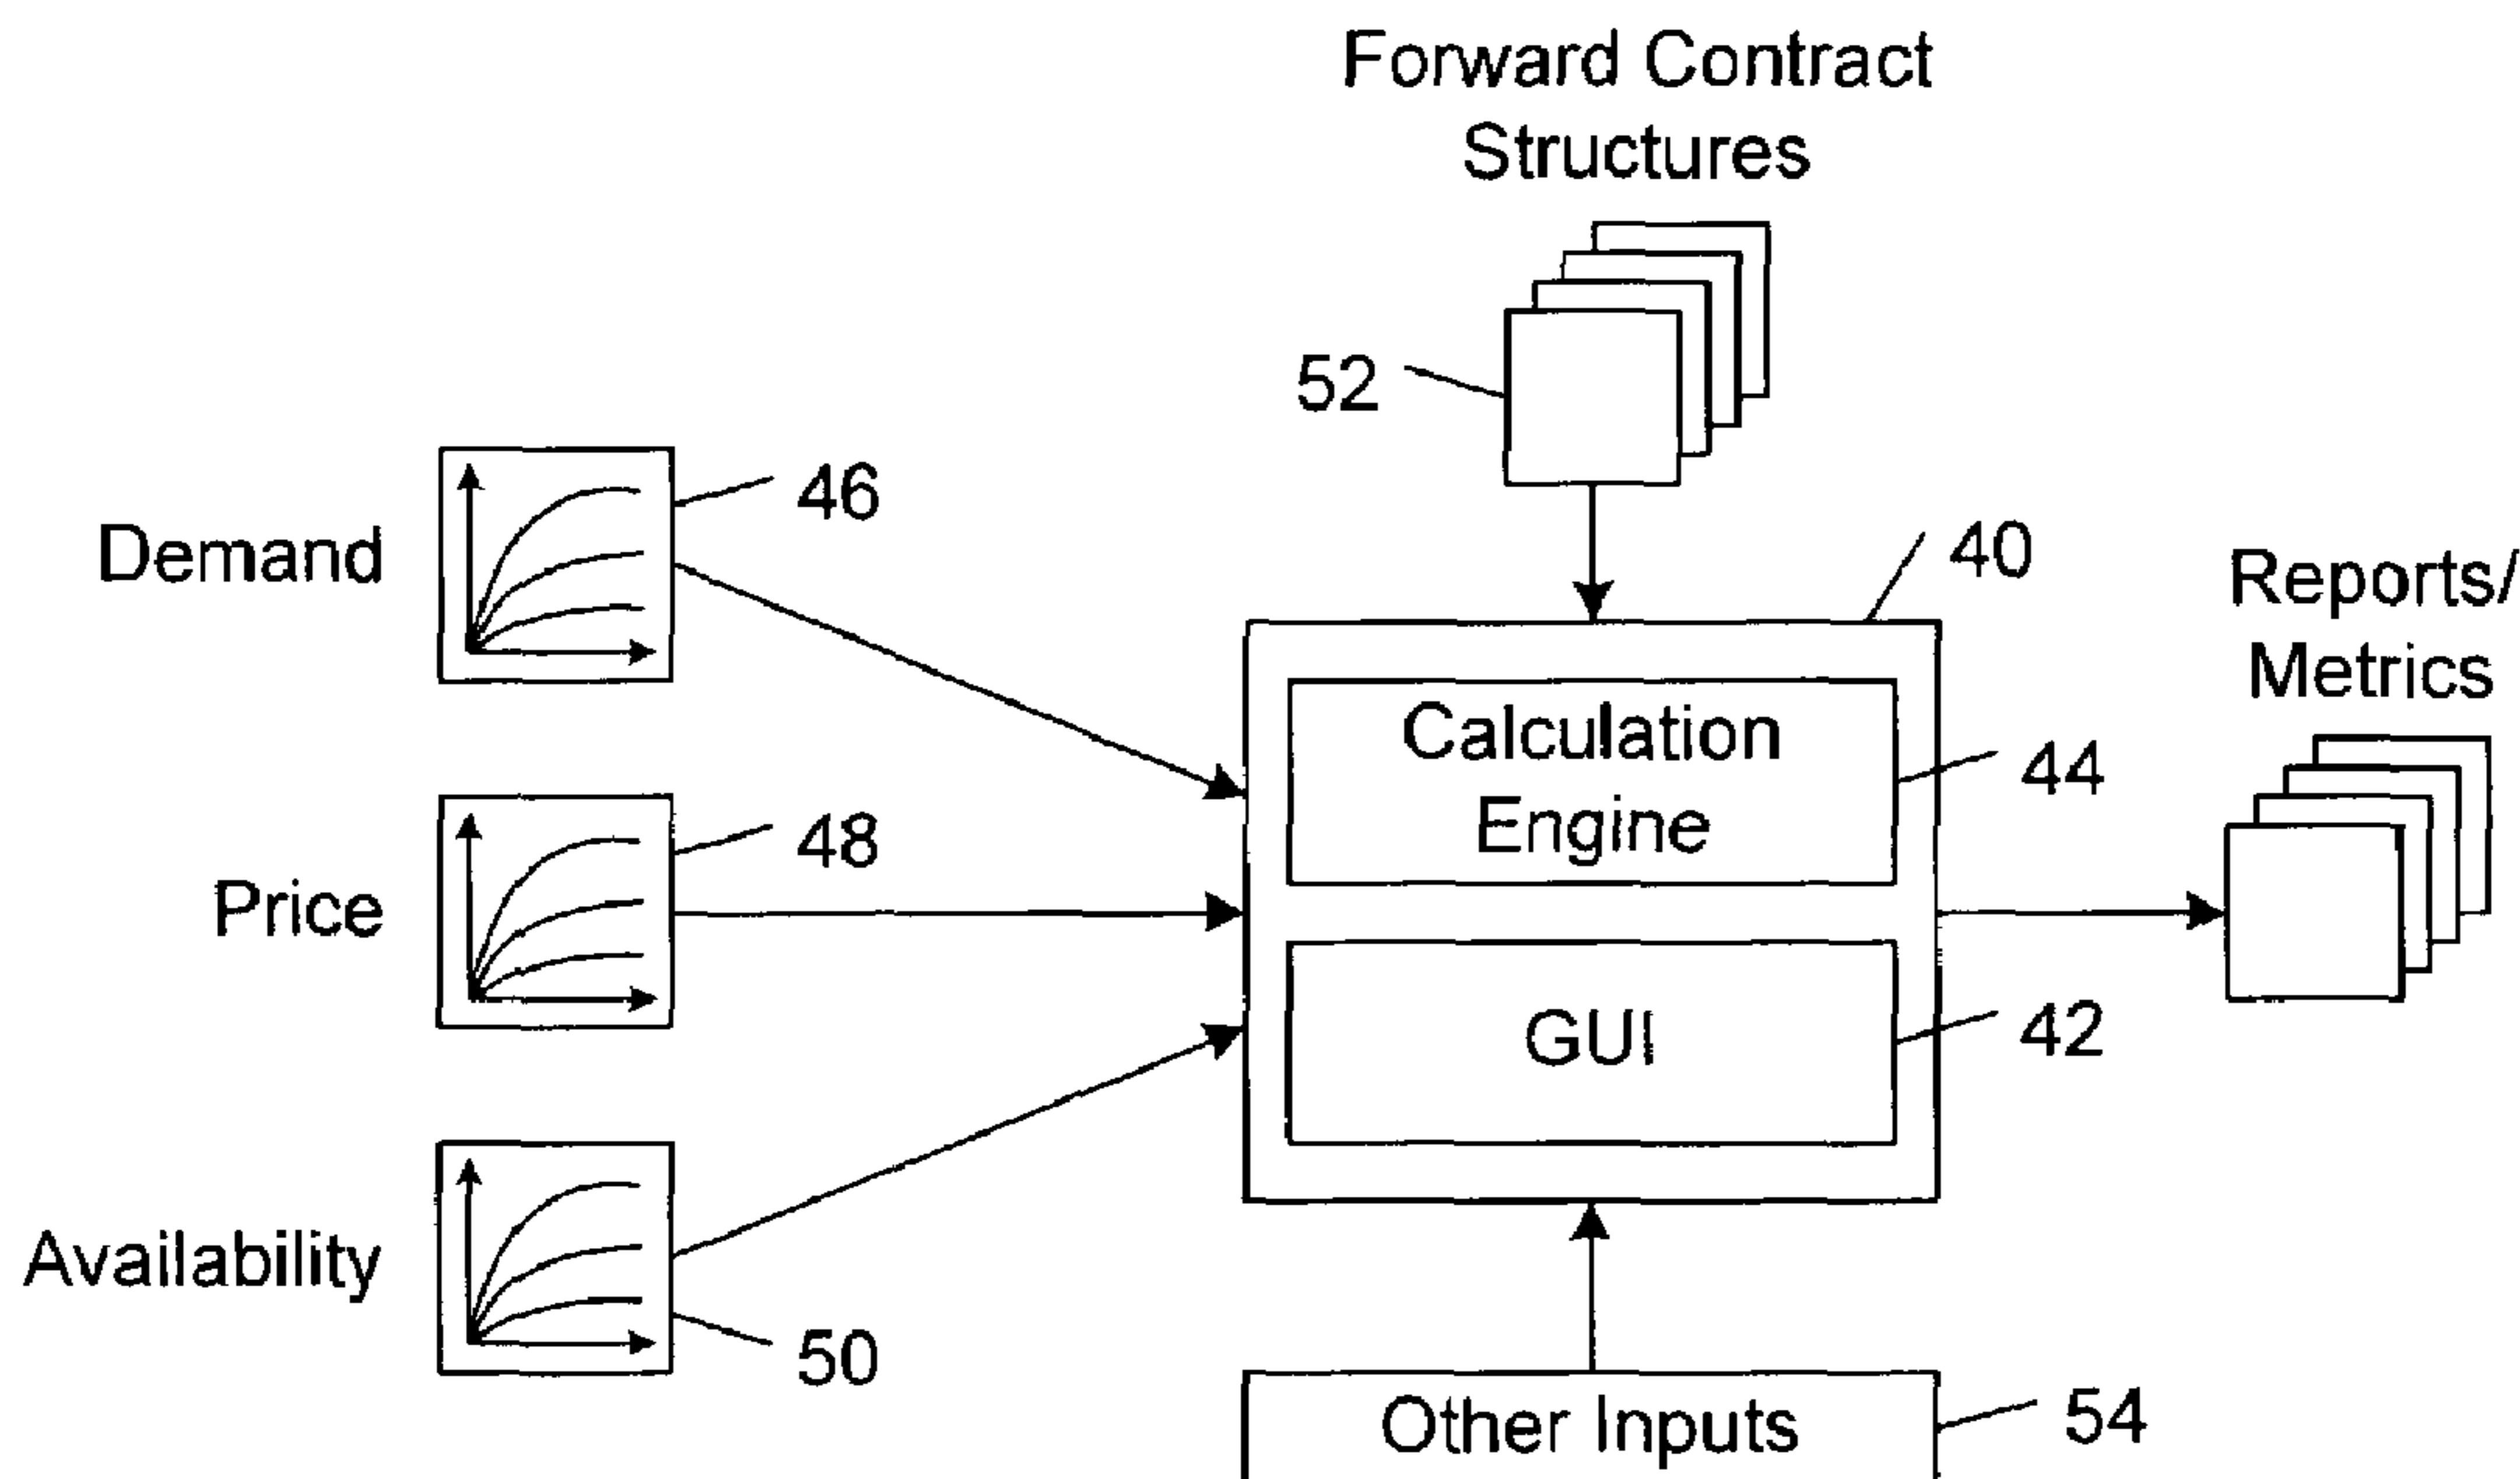 Forward Contract
Structures
52
46
Demand
40
Reports/
Metrics
Calculation
Engine
44
48
Price
GUI
42
Availability
50
Other Inputs
54